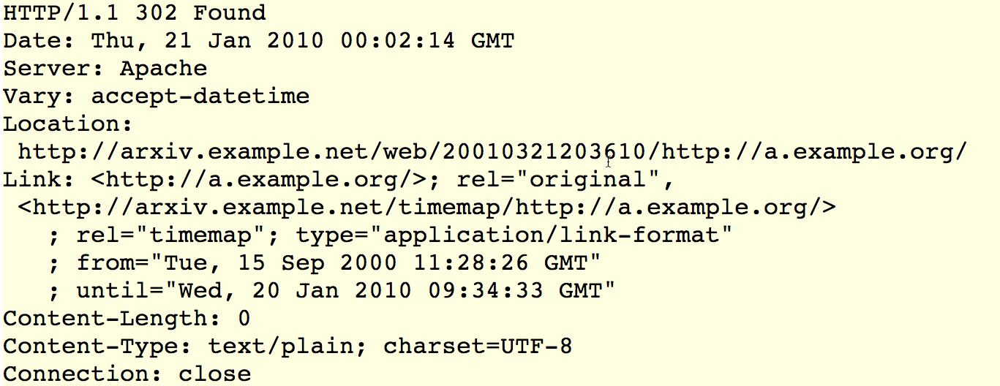 HTTP/1.1 302 Found
Date: Thu, 21 Jan 2010 00:02:14 GMT
Server: Apache
Vary: accept-datetime
Location:
http://arxiv.example.net/web/20010321203610/http://a.example.org/
Link: <http://a.example.org/>; rel="original",
<http://arxiv.example.net/timemap/http://a.example.org/>
; rel="timemap"; type="application/link-format"
; from="Tue, 15 Sep 2000 11:28:26 GMT"
; until="Wed, 20 Jan 2010 09:34:33 GMT"
Content-Length: 0
Content-Type: text/plain; charset=UTF-8
Connection: close